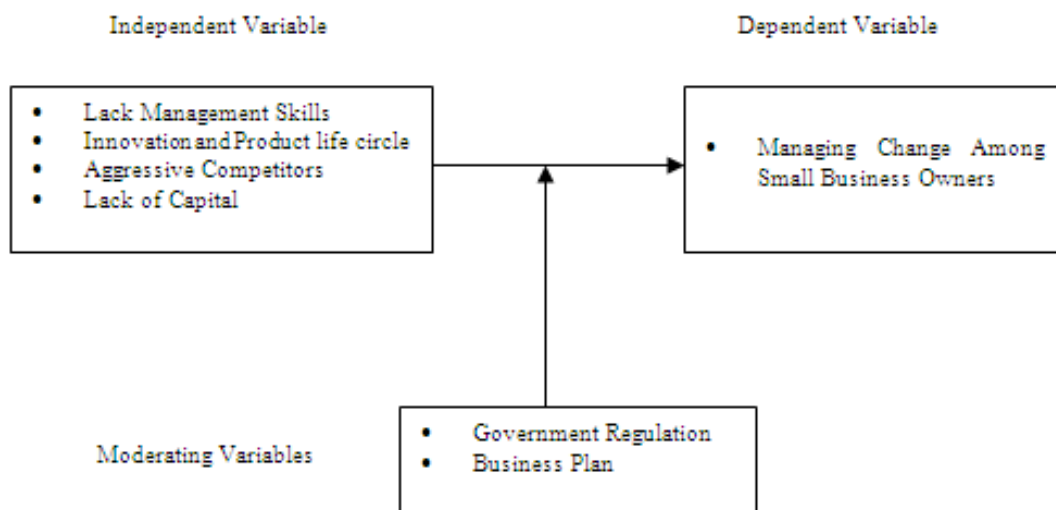 Independent Variable
Dependent Variable
• Lack Management Skills
• Innovation and Product life circle
• Aggressive Competitors
• Lack of Capital
• Managing Change Among
Small Business Owners
Moderating Variables
• Government Regulation
• Business Plan